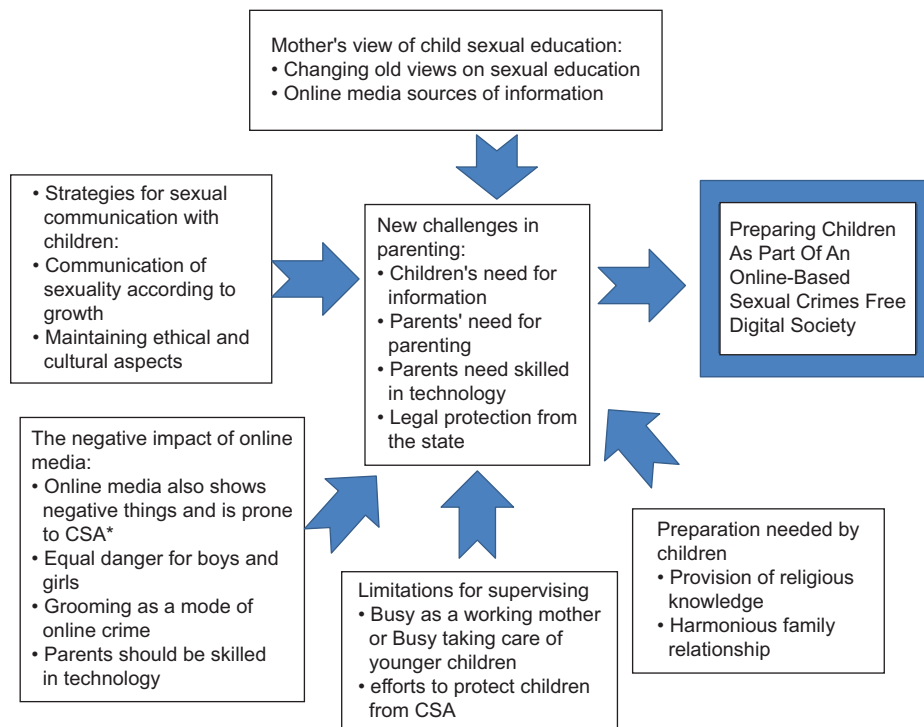 Mother's view of child sexual education:
• Changing old views on sexual education
• Online media sources of information
• Strategies for sexual
communication with
children:
• Communication of
sexuality according to
growth
• Maintaining ethical and
cultural aspects
New challenges in
parenting:
• Children's need for
information
• Parents' need for
parenting
• Parents need skilled
in technology
• Legal protection from
the state
Preparing Children
As Part Of An
Online-Based
Sexual Crimes Free
Digital Society
The negative impact of online
media:
• Online media also shows
negative things and is prone
to CSA*
• Equal danger for boys and
girls
• Grooming as a mode of
online crime
• Parents should be skilled
in technology
Limitations for supervising
• Busy as a working mother
or Busy taking care of
younger children
• efforts to protect children
from CSA
Preparation needed by
children
• Provision of religious
knowledge
• Harmonious family
relationship